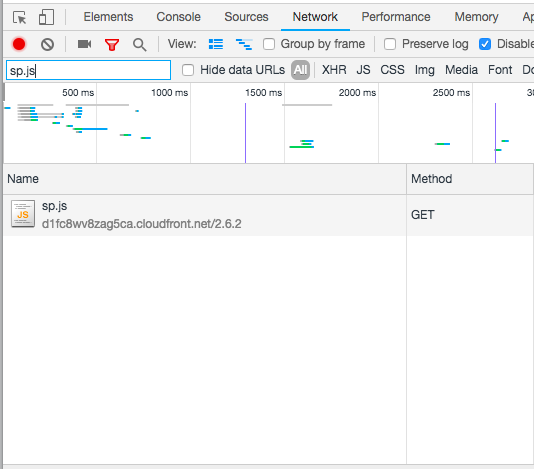 Elements Console Sources Network Performance Memory Ap
View: Group by frame Preserve log Disable
sp.js Hide data URLs All XHR JS CSS Img Media Font Do
500 ms 1000 ms 1500 ms 2000 ms 2500 ms 30
Name Method
JS sp.js
d1fc8wv8zag5ca.cloudfront.net/2.6.2 GET